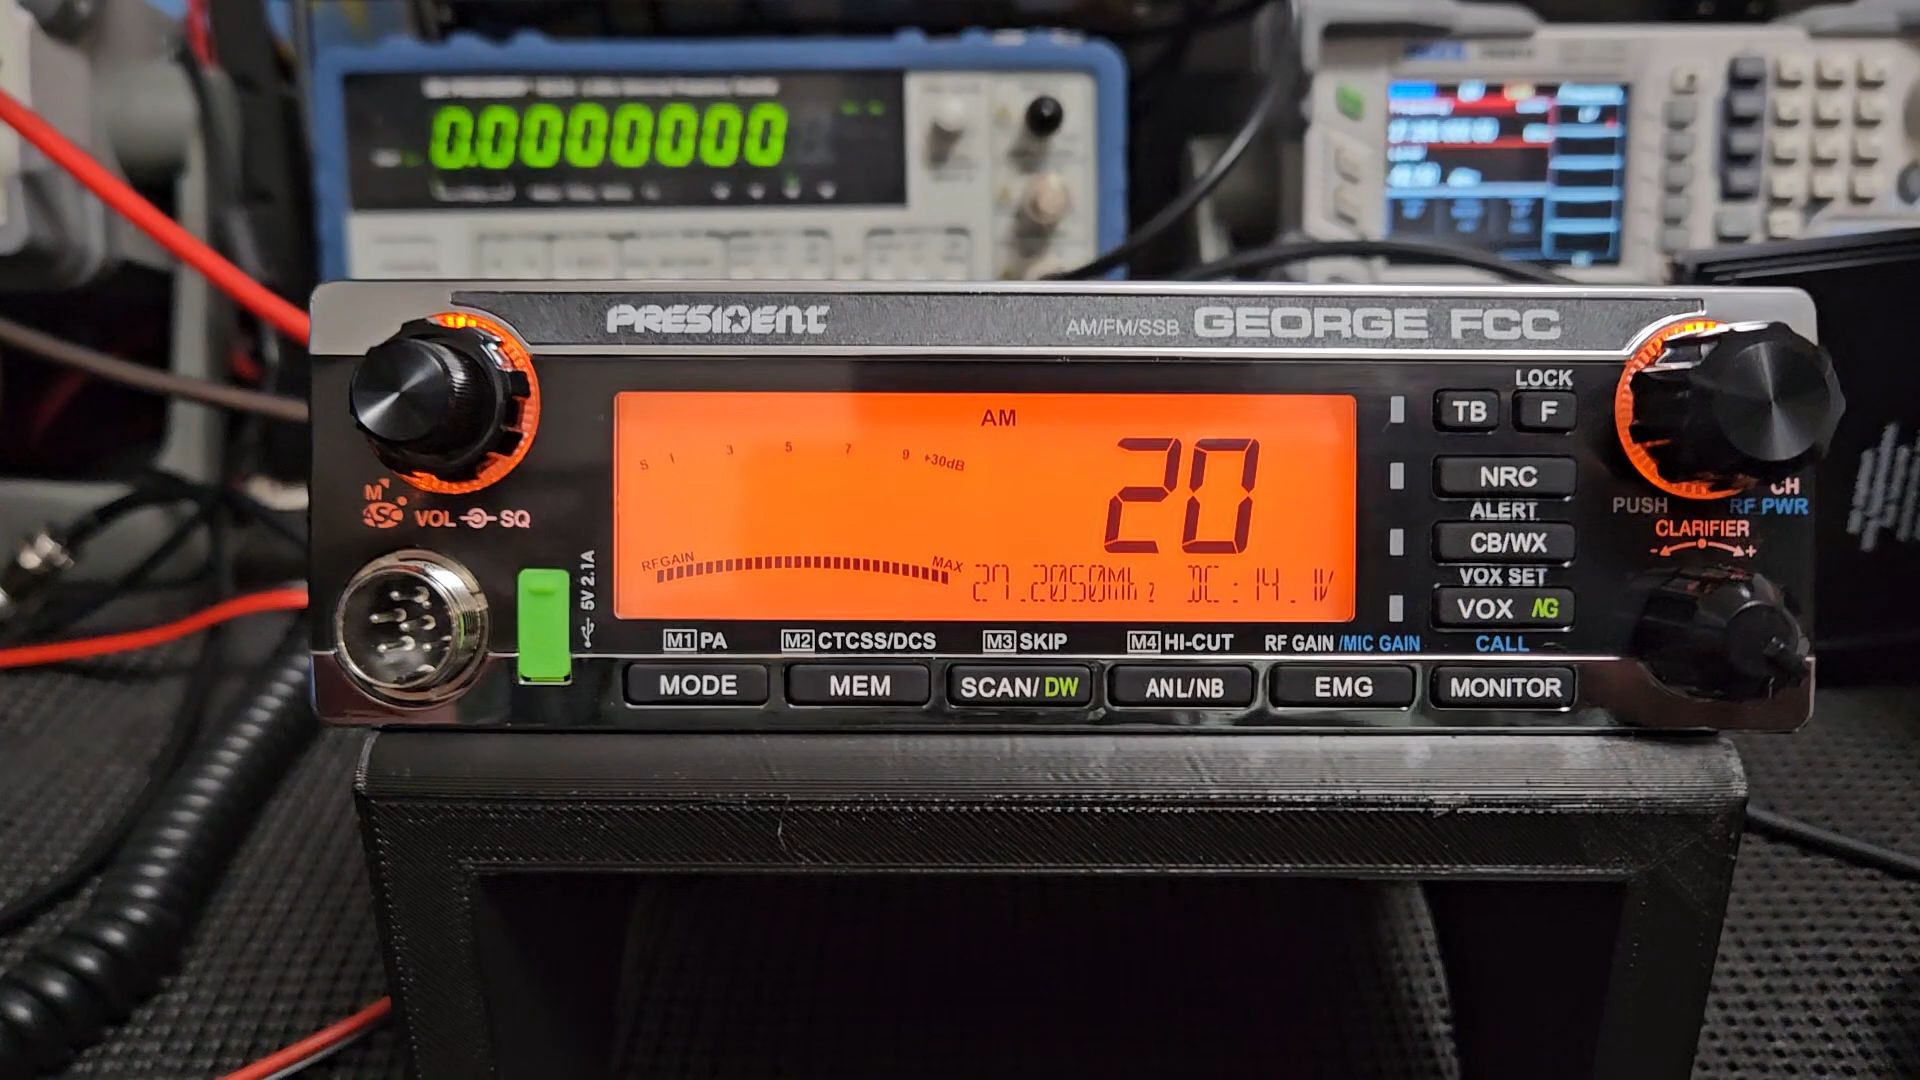 0.0000000
PRESIDENT
AM/FM/SSB GEORGE FCC
LOCK
AM
TB F
S 1 3 5 7 9 +30dB
20
NRC
ALERT
M
ASC
VOL SQ
PUSH
CH
RF PWR
CLARIFIER
- +
CB/WX
RFGAIN MAX
27.2050MHz DC:14.1V
5V 2.1A
VOX SET
VOX NG
CALL
M1 PA M2 CTCSS/DCS M3 SKIP M4 HI-CUT RF GAIN /MIC GAIN
MODE MEM SCAN/DW ANL/NB EMG MONITOR